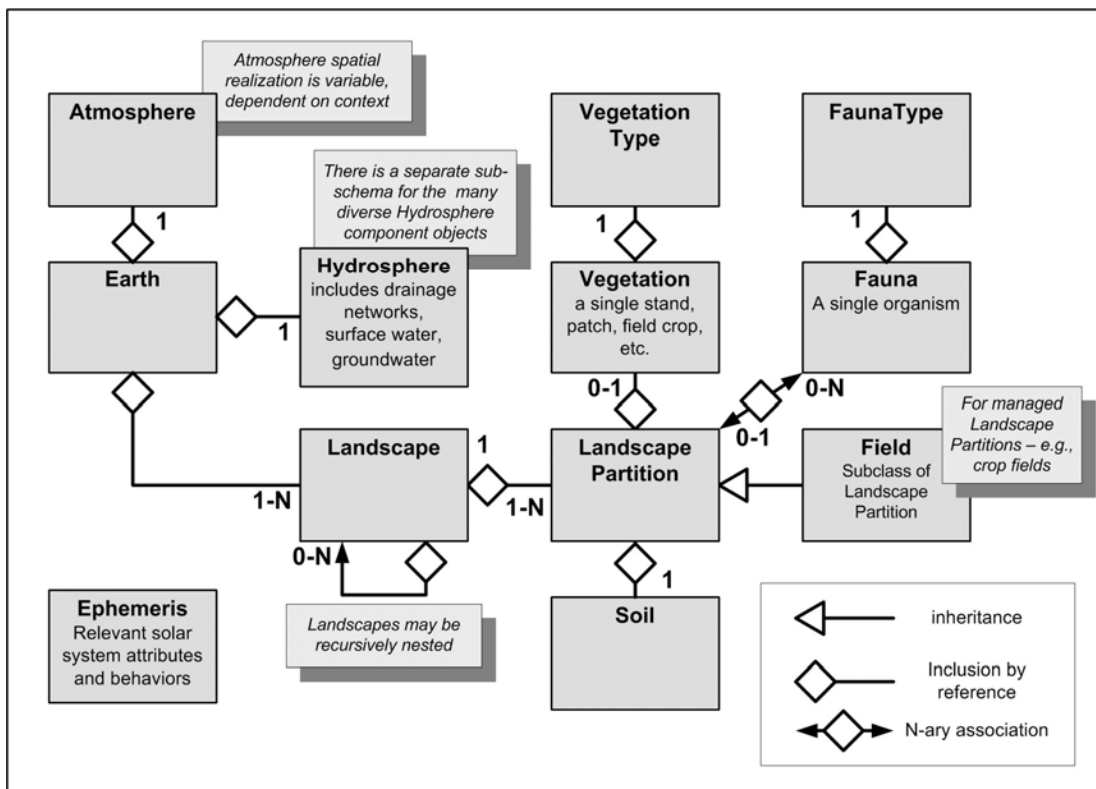 Atmosphere spatial
realization is variable,
dependent on context
Atmosphere
1
There is a separate sub-
schema for the many
diverse Hydrosphere
component objects
Earth
1
Hydrosphere
includes drainage
networks,
surface water,
groundwater
Vegetation
Type
1
Vegetation
a single stand,
patch, field crop,
etc.
0-1
FaunaType
1
Fauna
A single organism
0-N
0-1
Landscape
1-N
1
1-N
0-N
Landscapes may be
recursively nested
Landscape
Partition
1
Soil
For managed
Landscape
Partitions – e.g.,
crop fields
Field
Subclass of
Landscape
Partition
Ephemeris
Relevant solar
system attributes
and behaviors
inheritance
Inclusion by
reference
N-ary association